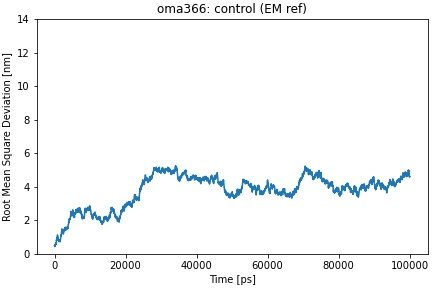 oma366: control (EM ref)
Root Mean Square Deviation [nm]
14
12
10
8
6
4
2
0
0 20000 40000 60000 80000 100000
Time [ps]